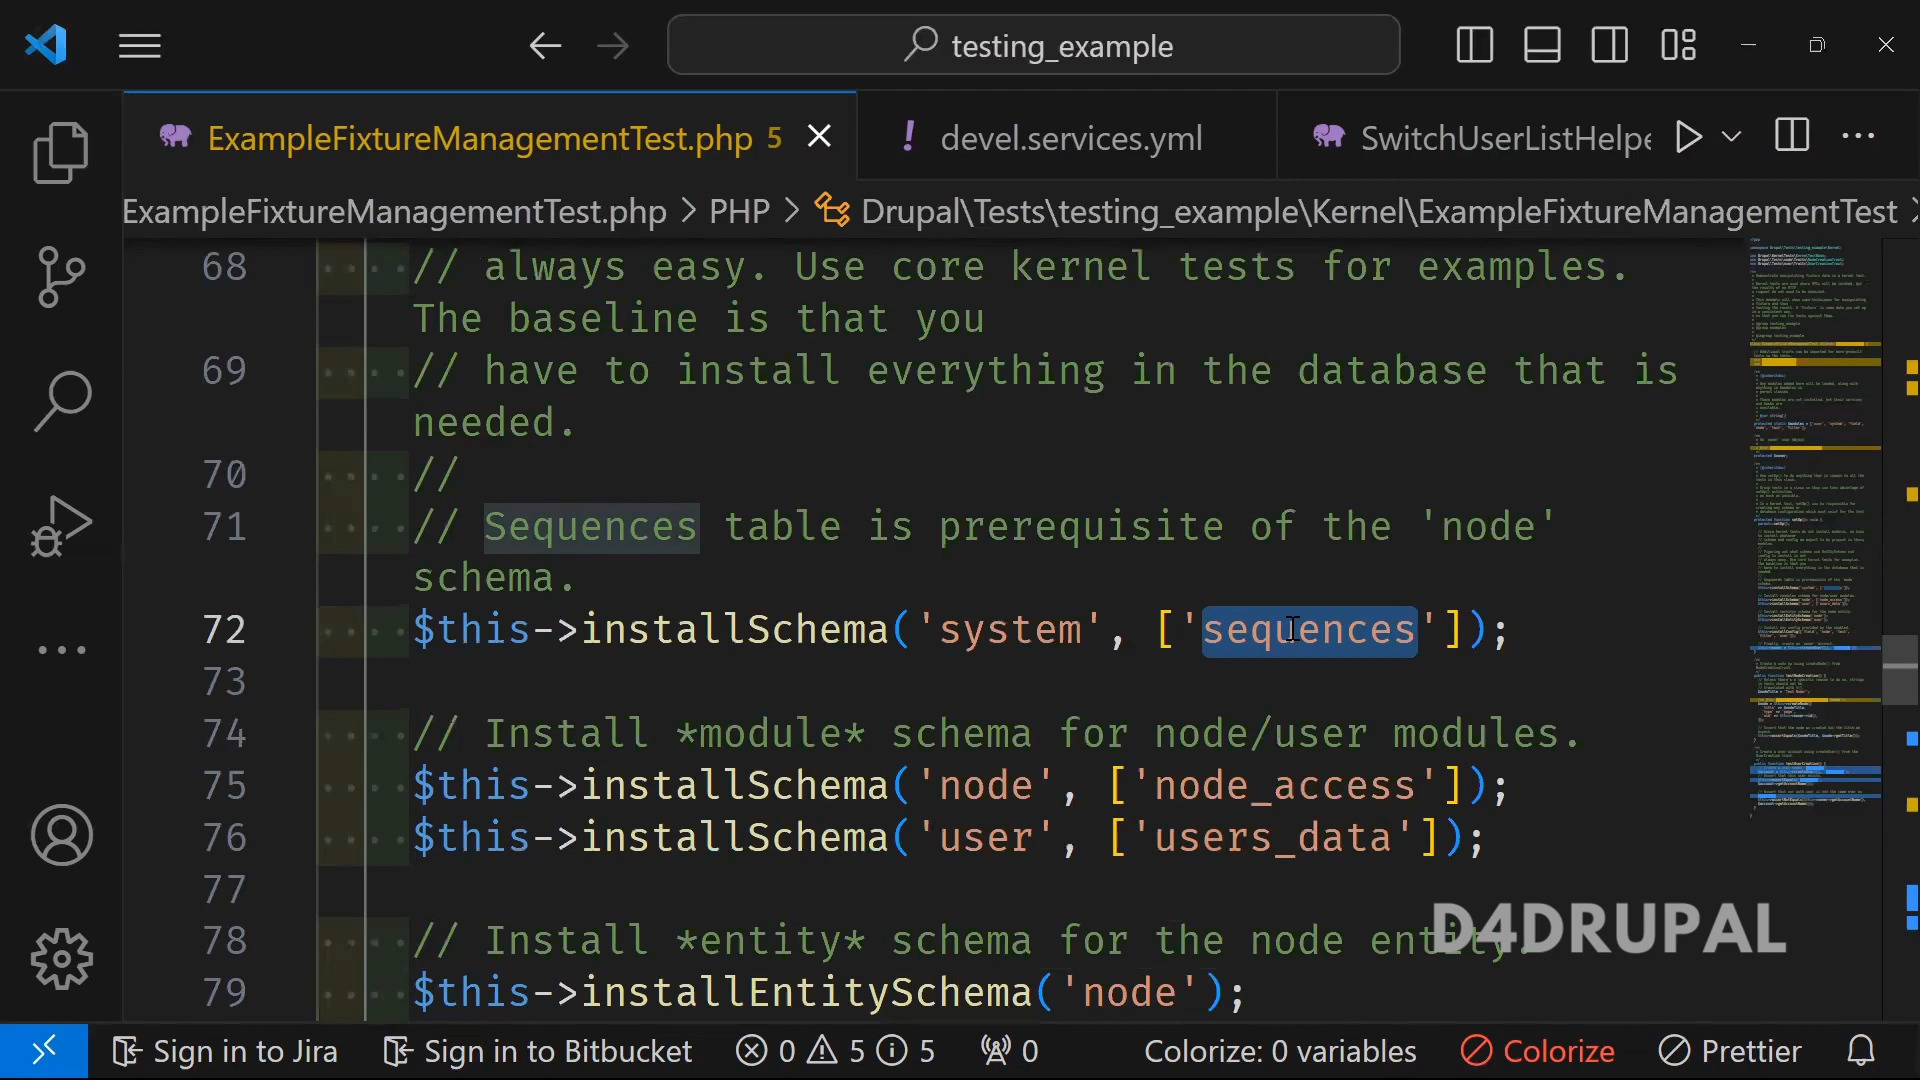 testing_example
ExampleFixtureManagementTest.php 5
devel.services.yml
SwitchUserListHelpe
ExampleFixtureManagementTest.php > PHP > Drupal\Tests\testing_example\Kernel\ExampleFixtureManagementTest >
68 // always easy. Use core kernel tests for examples.
The baseline is that you
69 // have to install everything in the database that is
needed.
70 //
71 // Sequences table is prerequisite of the 'node'
schema.
72 $this->installSchema('system', ['sequences']);
73
74 // Install *module* schema for node/user modules.
75 $this->installSchema('node', ['node_access']);
76 $this->installSchema('user', ['users_data']);
77
78 // Install *entity* schema for the node entity.
79 $this->installEntitySchema('node');
D4DRUPAL
Sign in to Jira Sign in to Bitbucket 0 5 5 0 Colorize: 0 variables Colorize Prettier